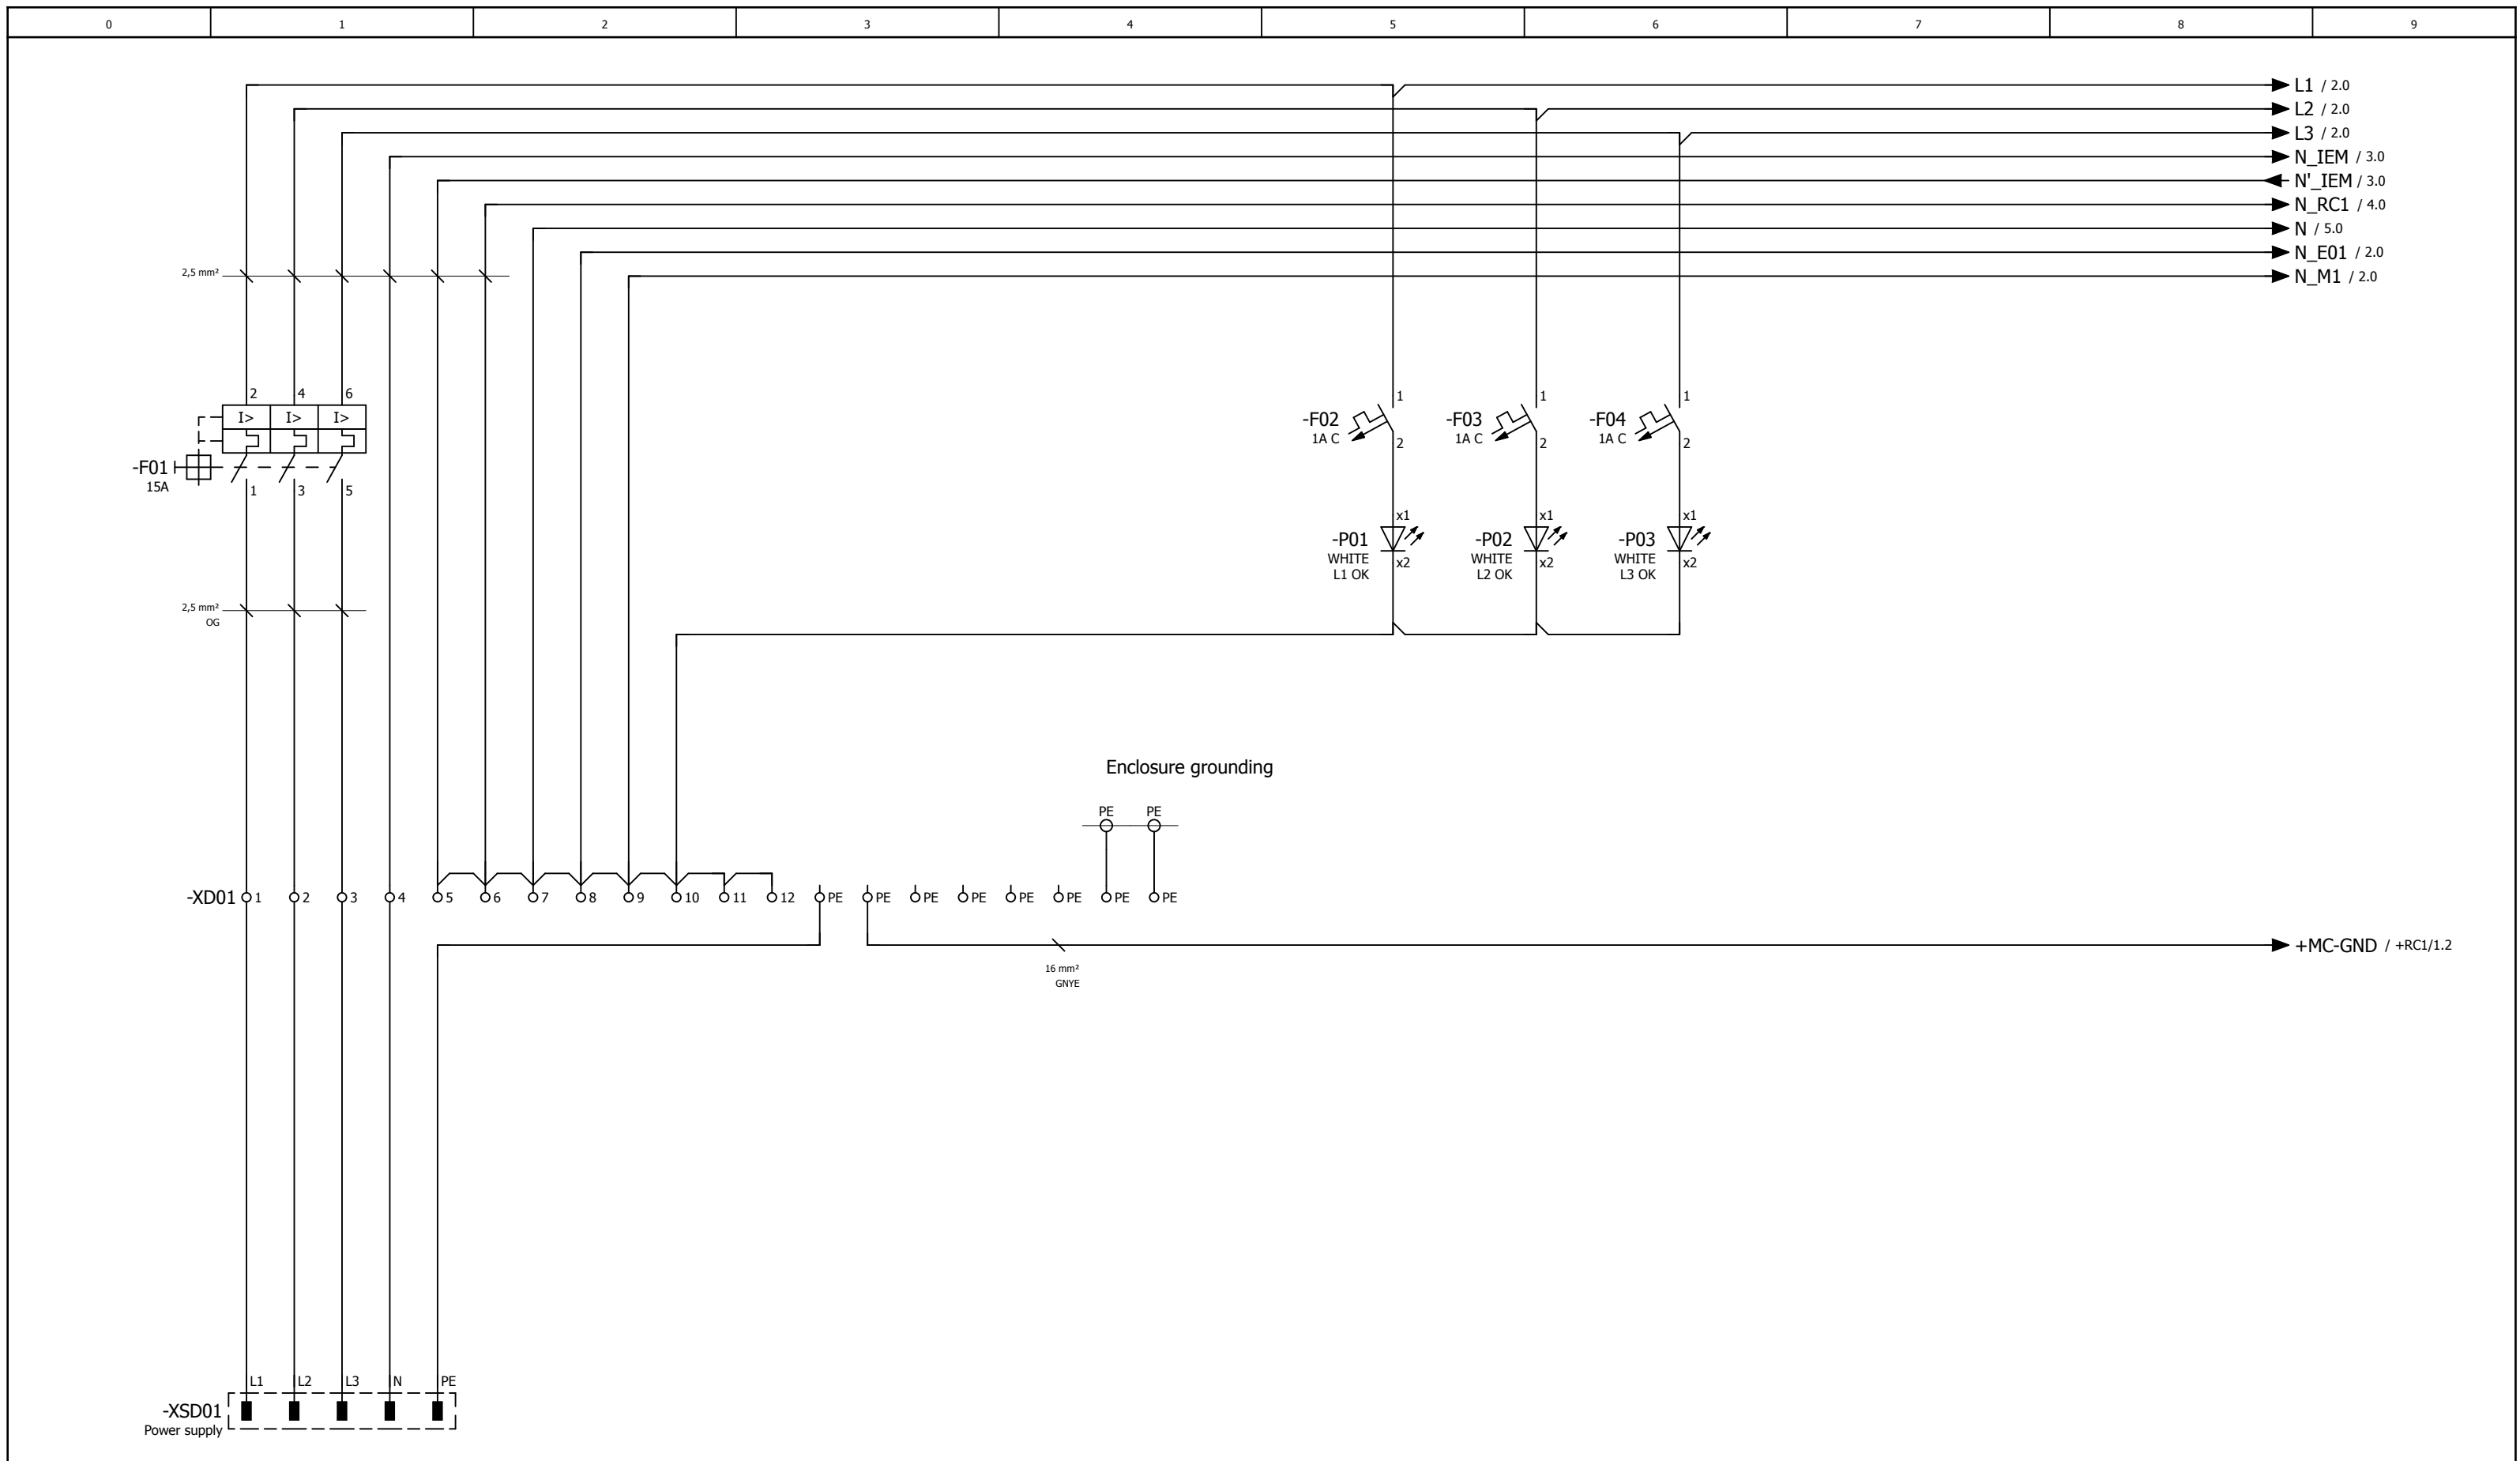 0 1 2 3 4 5 6 7 8 9
L1 / 2.0
L2 / 2.0
L3 / 2.0
N_IEM / 3.0
N'_IEM / 3.0
N_RC1 / 4.0
N / 5.0
N_E01 / 2.0
N_M1 / 2.0
2,5 mm²
2 4 6
I> I> I>
-F01
15A
1 3 5
1 1 1
-F02 -F03 -F04
1A C 1A C 1A C
2 2 2
x1 x1 x1
-P01 -P02 -P03
WHITE WHITE WHITE
x2 x2 x2
L1 OK L2 OK L3 OK
2,5 mm²
OG
Enclosure grounding
PE PE
-XD01 1 2 3 4 5 6 7 8 9 10 11 12 PE PE PE PE PE PE PE PE
+MC-GND / +RC1/1.2
16 mm²
GNYE
L1 L2 L3 N PE
-XSD01
Power supply